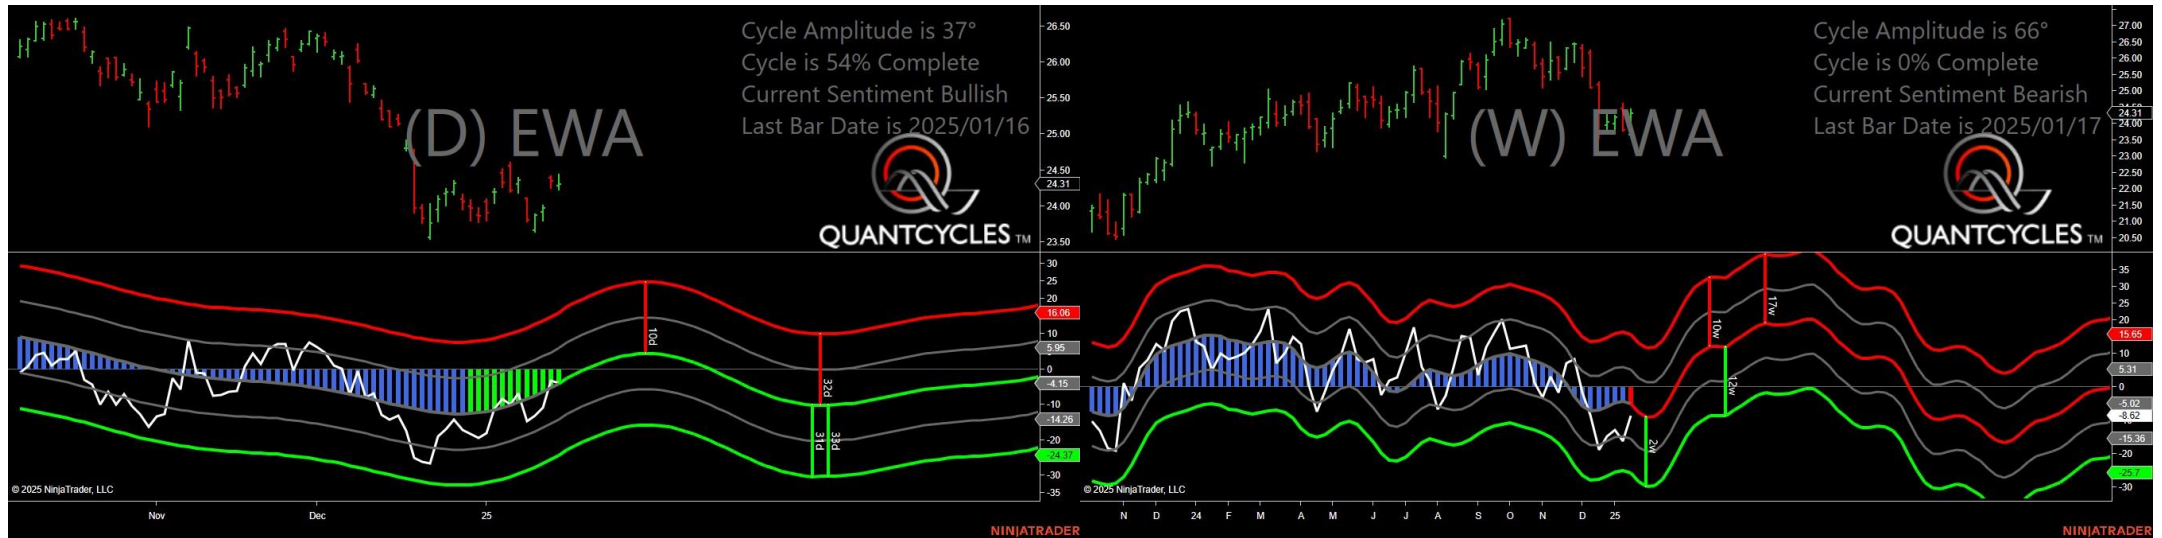 Cycle Amplitude is 37°
Cycle is 54% Complete
Current Sentiment Bullish
Last Bar Date is 2025/01/16
(D) EWA
QUANTCYCLES TM
26.50
26.00
25.50
25.00
24.50
24.31
24.00
23.50
30
25
20
16.06
10
5.95
0
-4.15
-10
-14.26
-20
-24.37
-30
-35
10d
32d
31d
33d
© 2025 NinjaTrader, LLC
Nov
Dec
25
NINJATRADER
Cycle Amplitude is 66°
Cycle is 0% Complete
Current Sentiment Bearish
Last Bar Date is 2025/01/17
(W) EWA
QUANTCYCLES TM
27.00
26.50
26.00
25.50
25.00
24.31
23.50
23.00
22.50
22.00
21.50
21.00
20.50
35
30
25
20
15.65
10
5.31
0
-5.02
-8.62
-15.36
-20
-25.7
-30
2w
10w
12w
17w
© 2025 NinjaTrader, LLC
N D 24 F M A M J J A S O N D 25
NINJATRADER